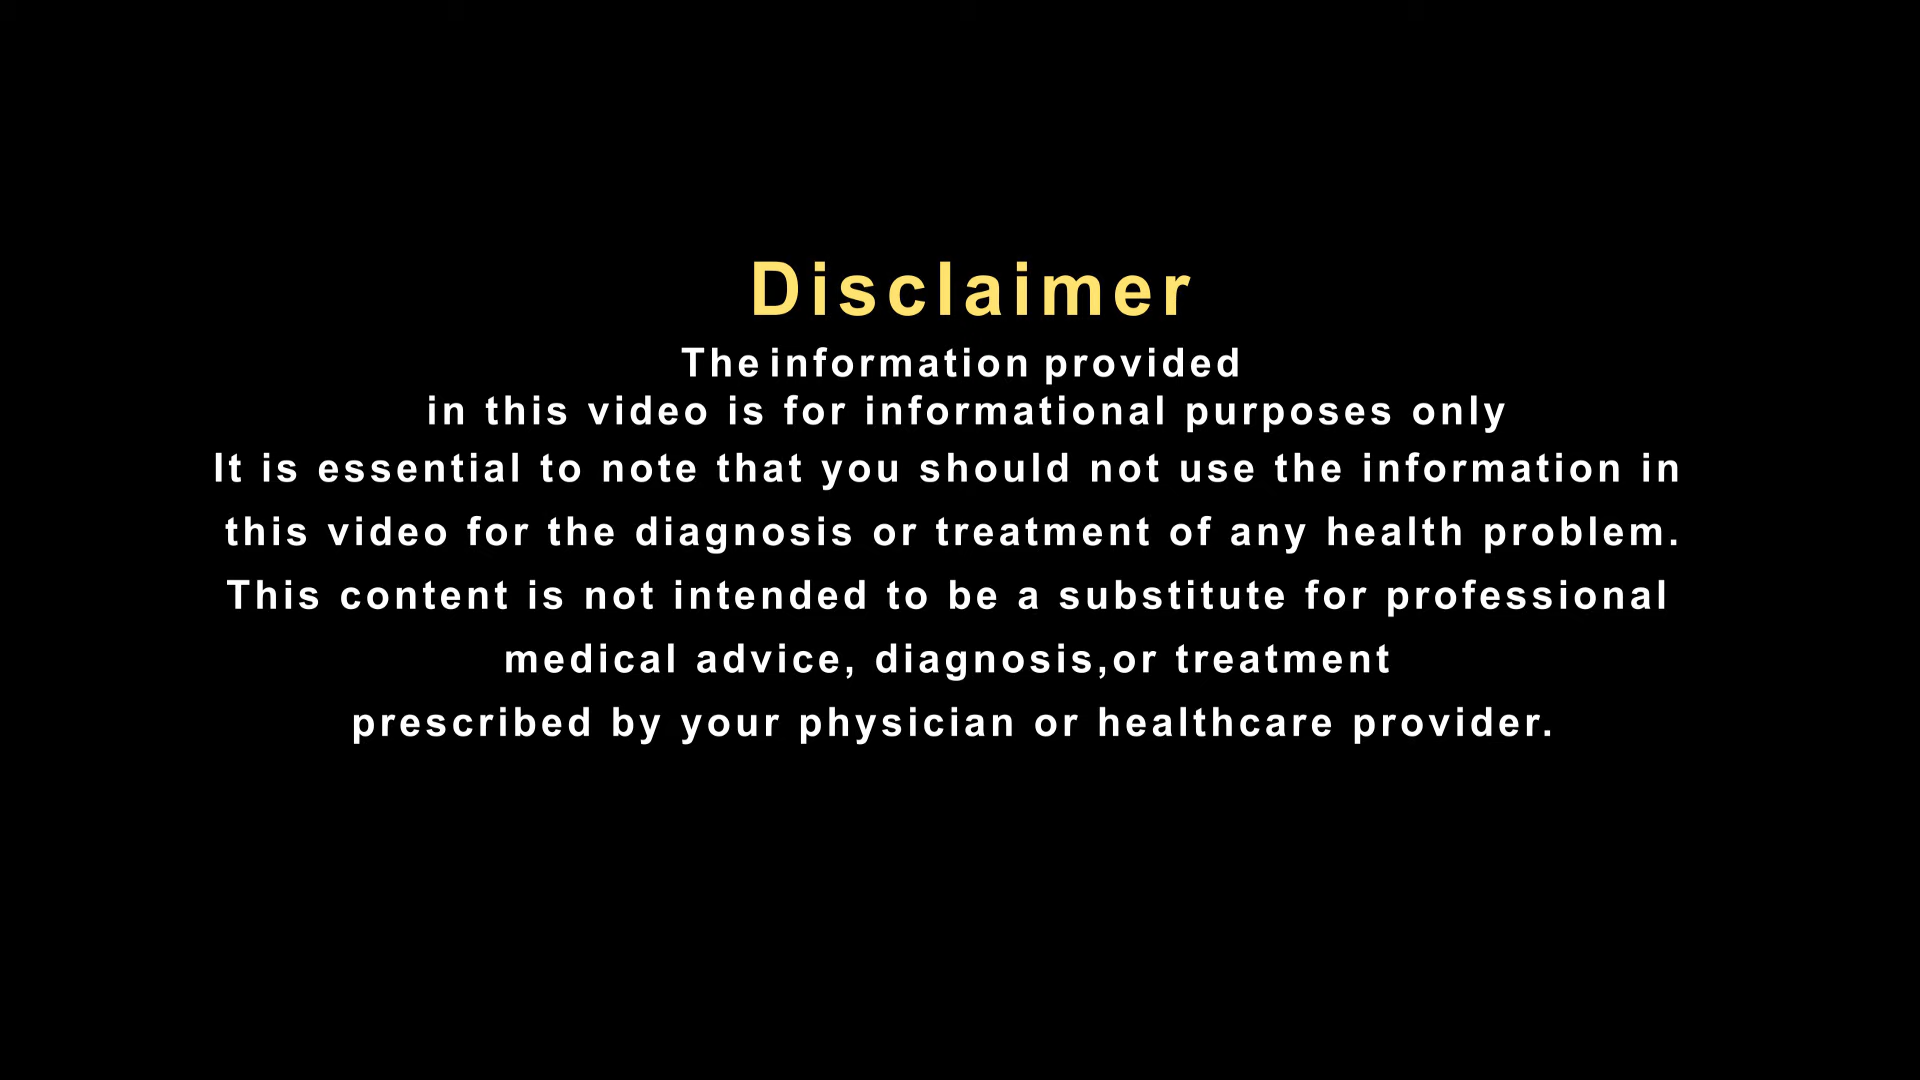 Disclaimer
The information provided
in this video is for informational purposes only
It is essential to note that you should not use the information in
this video for the diagnosis or treatment of any health problem.
This content is not intended to be a substitute for professional
medical advice, diagnosis,or treatment
prescribed by your physician or healthcare provider.